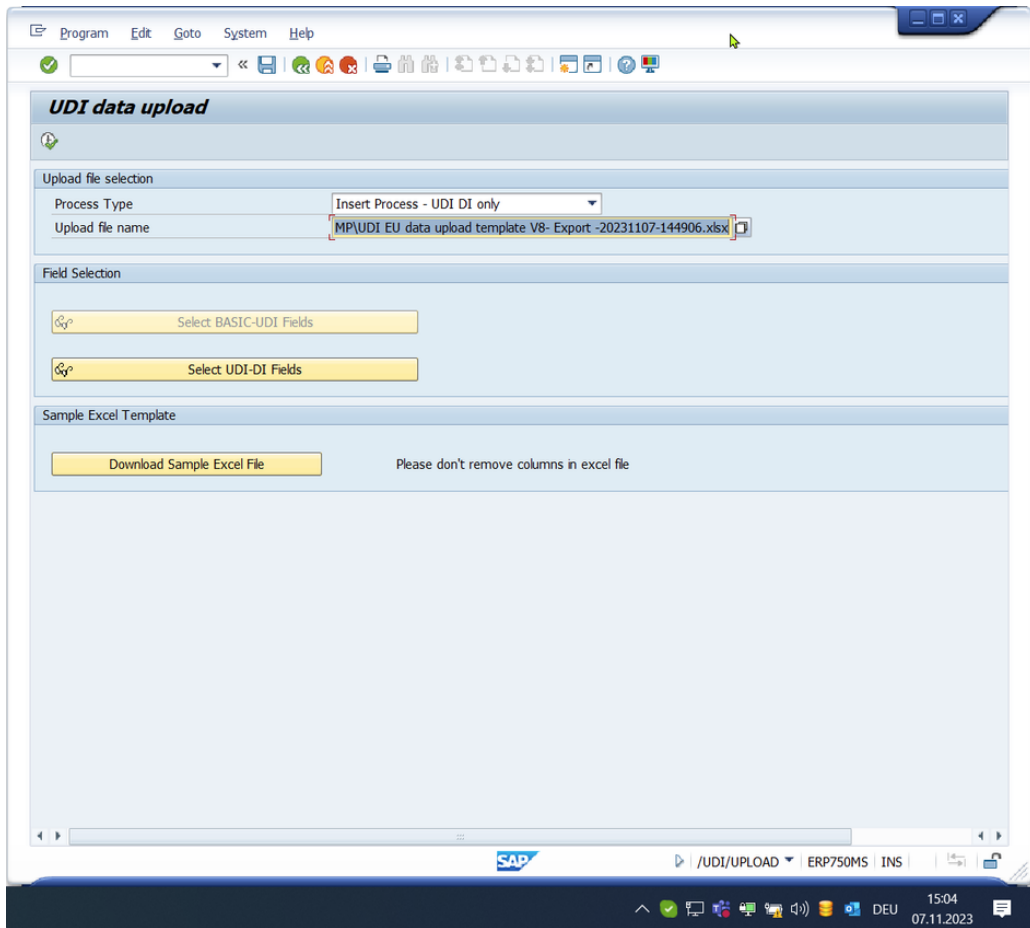 Program Edit Goto System Help
UDI data upload
Upload file selection
Process Type Insert Process - UDI DI only
Upload file name MP\UDI EU data upload template V8- Export -20231107-144906.xlsx
Field Selection
Select BASIC-UDI Fields
Select UDI-DI Fields
Sample Excel Template
Download Sample Excel File Please don't remove columns in excel file
SAP /UDI/UPLOAD ERP750MS INS
DEU 15:04
07.11.2023